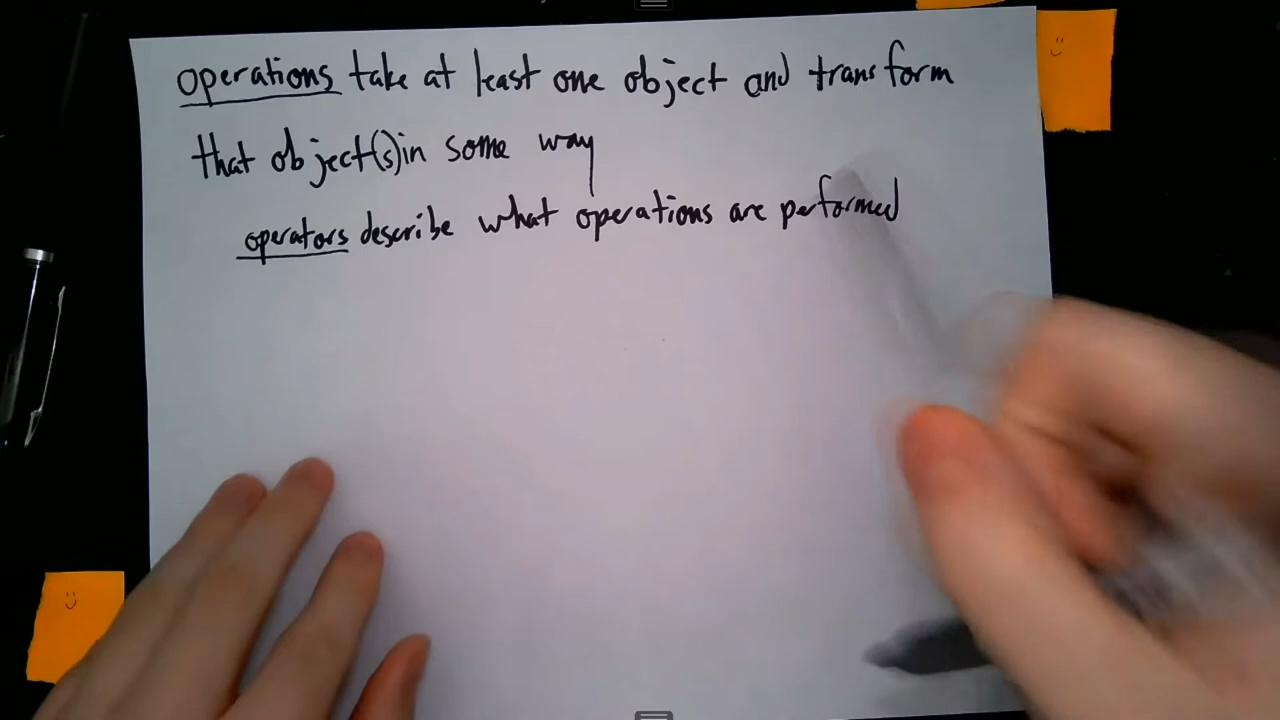 operations take at least one object and transform
that object(s) in some way
operators describe what operations are performed